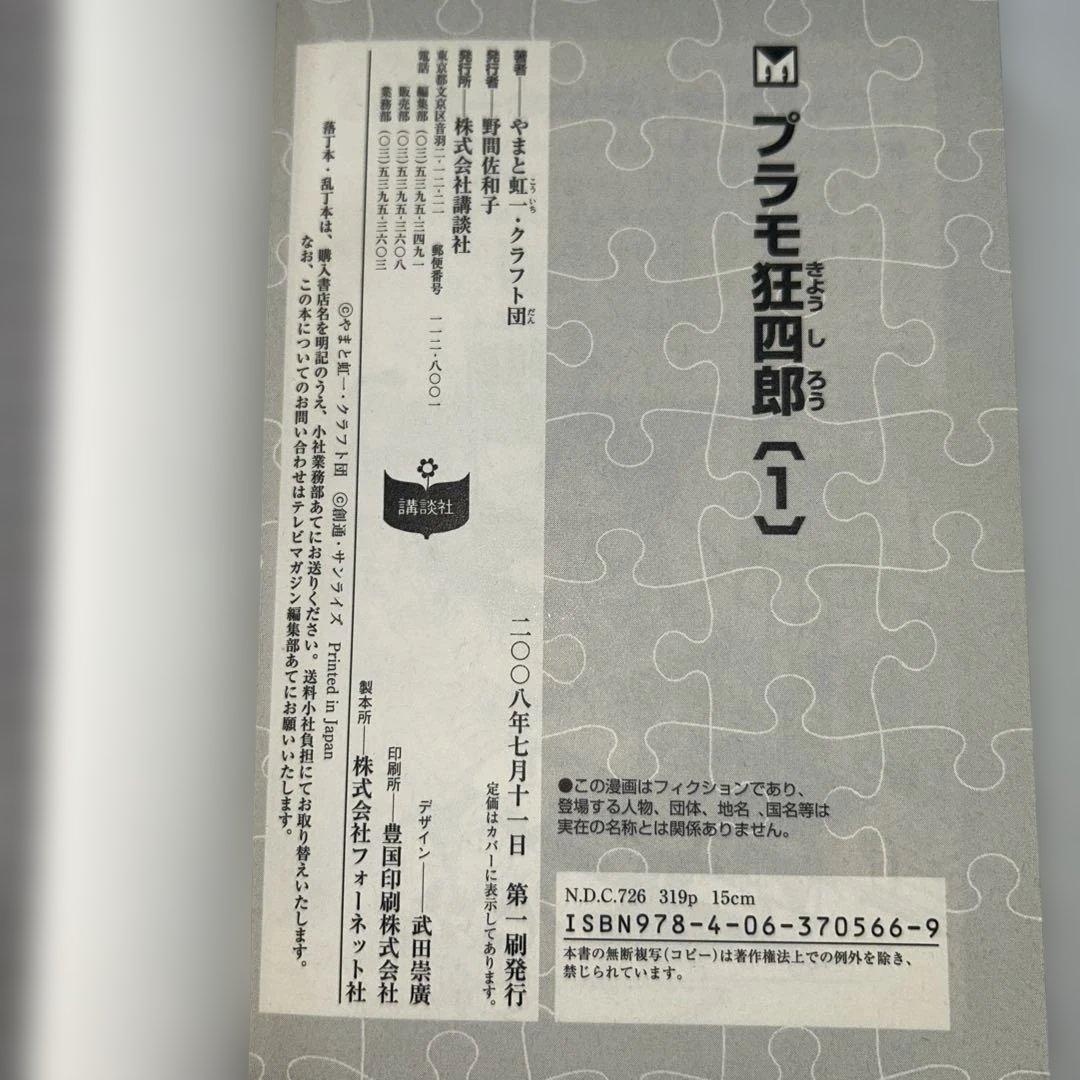 プラモ狂四郎〔1〕
きょうしろう
著者――やまと虹一・クラフト団
こういち
だん
発行者――野間佐和子
発行所――株式会社講談社
東京都文京区音羽二-一二-二一 郵便番号 一一二-八〇〇一
電話 編集部(〇三)五三九五-三四九一
販売部(〇三)五三九五-三六〇八
業務部(〇三)五三九五-三六〇三
講談社
二〇〇八年七月十一日 第一刷発行
定価はカバーに表示してあります。
デザイン――武田崇廣
印刷所――豊国印刷株式会社
製本所――株式会社フォーネット社
©やまと虹一・クラフト団 ©創通・サンライズ Printed in Japan
落丁本・乱丁本は、購入書店名を明記のうえ、小社業務部あてにお送りください。送料小社負担にてお取り替えいたします。
なお、この本についてのお問い合わせはテレビマガジン編集部あてにお願いいたします。
●この漫画はフィクションであり、
登場する人物、団体、地名、国名等は
実在の名称とは関係ありません。
N.D.C.726 319p 15cm
ISBN978-4-06-370566-9
本書の無断複写(コピー)は著作権法上での例外を除き、
禁じられています。